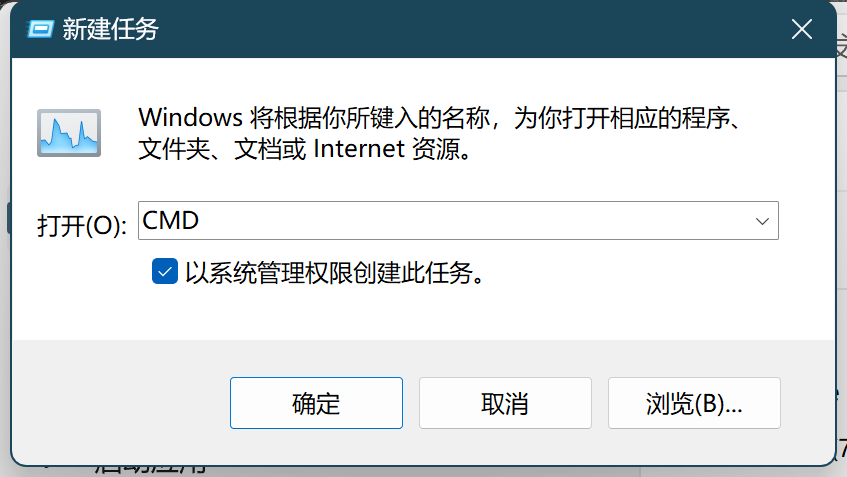 新建任务
Windows 将根据你所键入的名称，为你打开相应的程序、
文件夹、文档或 Internet 资源。
打开(O):
CMD
以系统管理权限创建此任务。
确定
取消
浏览(B)...